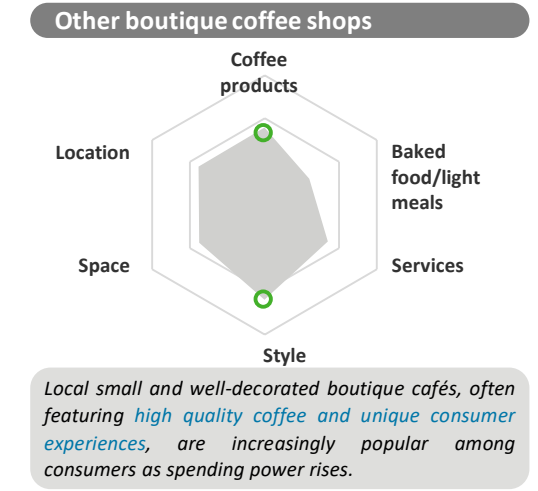 Other boutique coffee shops
Coffee
products
Location
Baked
food/light
meals
Space
Services
Style
Local small and well-decorated boutique cafés, often
featuring high quality coffee and unique consumer
experiences, are increasingly popular among
consumers as spending power rises.